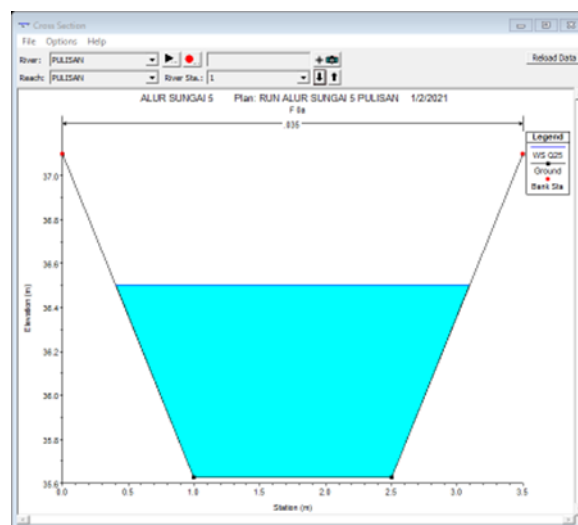 Cross Section
File Options Help
River: PULISAN
Reload Data
Reach: PULISAN River Sta.: 1
ALUR SUNGAI 5 Plan: RUN ALUR SUNGAI 5 PULISAN 1/2/2021
.035
Legend
WS Q25
Ground
Bank Sta
37.0
36.8
36.6
36.4
36.2
36.0
35.8
35.6
Elevation (m)
0.0 0.5 1.0 1.5 2.0 2.5 3.0 3.5
Station (m)